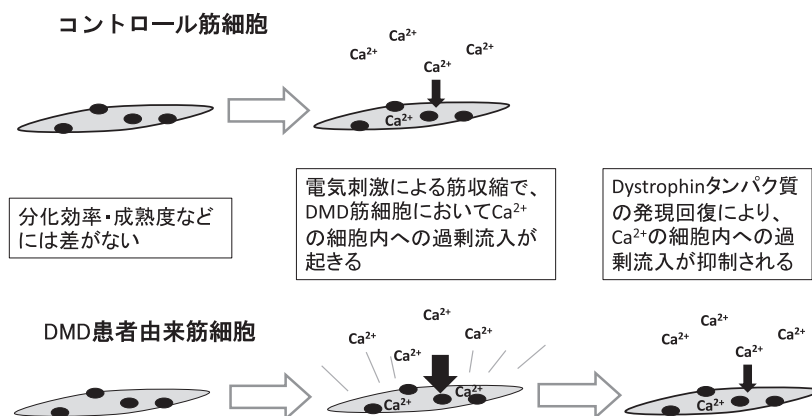 コントロール筋細胞
Ca²⁺
Ca²⁺
Ca²⁺
Ca²⁺
Ca²⁺
分化効率・成熟度など
には差がない
電気刺激による筋収縮で、
DMD筋細胞においてCa²⁺
の細胞内への過剰流入が
起きる
Dystrophinタンパク質
の発現回復により、
Ca²⁺の細胞内への過
剰流入が抑制される
DMD患者由来筋細胞
Ca²⁺
Ca²⁺
Ca²⁺
Ca²⁺
Ca²⁺
Ca²⁺
Ca²⁺
Ca²⁺
Ca²⁺
Ca²⁺
Ca²⁺